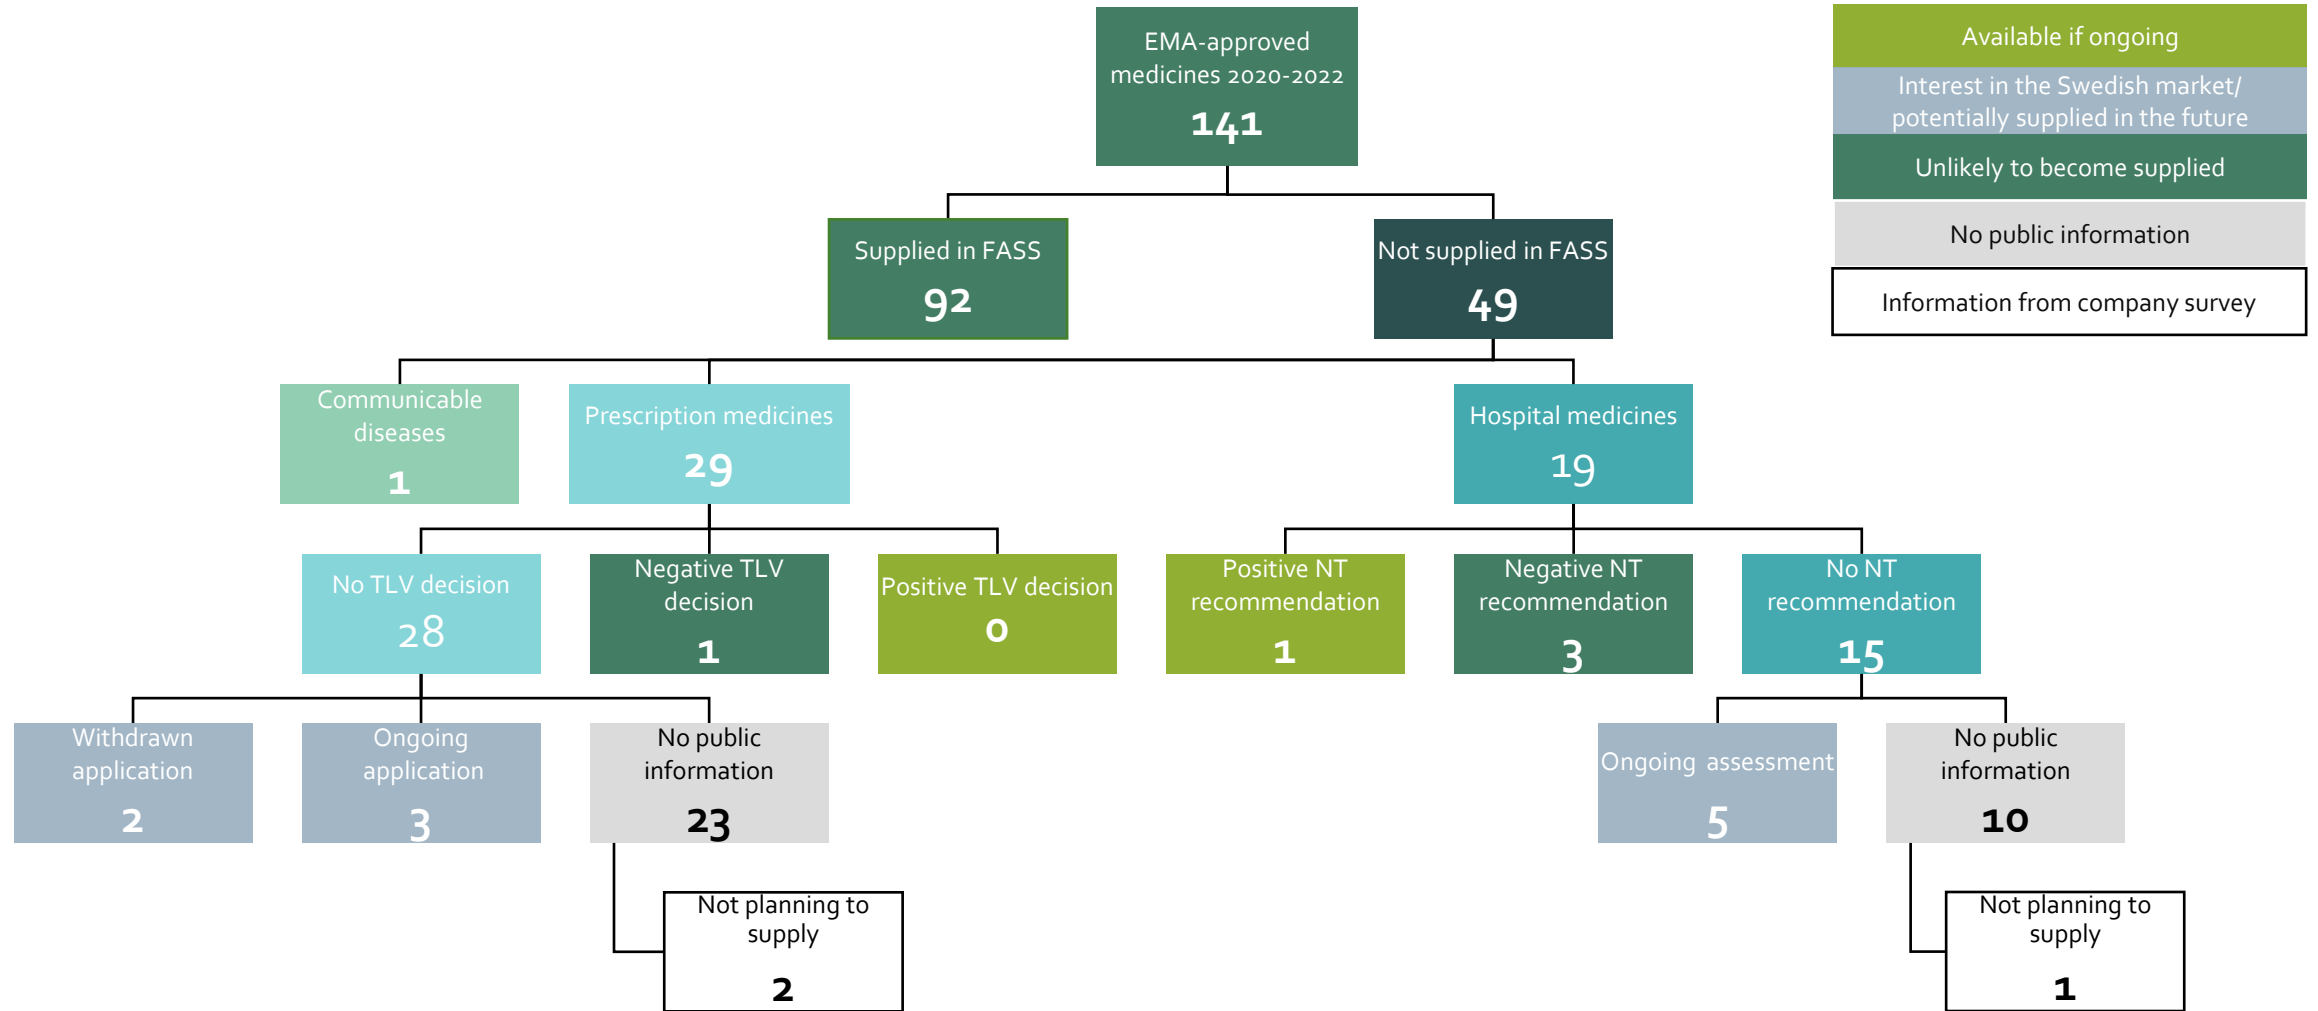 EMA-approved
medicines 2020-2022
141
Available if ongoing
Interest in the Swedish market/
potentially supplied in the future
Unlikely to become supplied
No public information
Information from company survey
Supplied in FASS
92
Not supplied in FASS
49
Communicable
diseases
1
Prescription medicines
29
Hospital medicines
19
No TLV decision
28
Negative TLV
decision
1
Positive TLV decision
0
Positive NT
recommendation
1
Negative NT
recommendation
3
No NT
recommendation
15
Withdrawn
application
2
Ongoing
application
3
No public
information
23
Ongoing assessment
5
No public
information
10
Not planning to
supply
2
Not planning to
supply
1